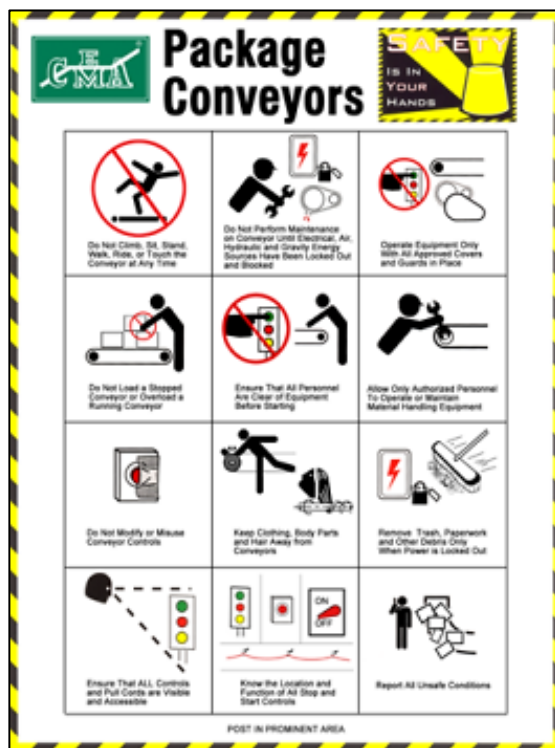 CEMA
Package
Conveyors
SAFETY
IS IN
YOUR
HANDS
Do Not Climb, Sit, Stand,
Walk, Ride, or Touch the
Conveyor at Any Time
Do Not Perform Maintenance
on Conveyor Until Electrical, Air,
Hydraulic and Gravity Energy
Sources Have Been Locked Out
and Blocked
Operate Equipment Only
With All Approved Covers
and Guards in Place
Do Not Load a Stopped
Conveyor or Overload a
Running Conveyor
Ensure That All Personnel
Are Clear of Equipment
Before Starting
Allow Only Authorized Personnel
To Operate or Maintain
Material Handling Equipment
Do Not Modify or Misuse
Conveyor Controls
Keep Clothing, Body Parts
and Hair Away from
Conveyors
Remove Trash, Paperwork
and Other Debris Only
When Power is Locked Out
ON
OFF
Ensure That ALL Controls
and Pull Cords are Visible
and Accessible
Know the Location and
Function of All Stop and
Start Controls
Report All Unsafe Conditions
POST IN PROMINENT AREA